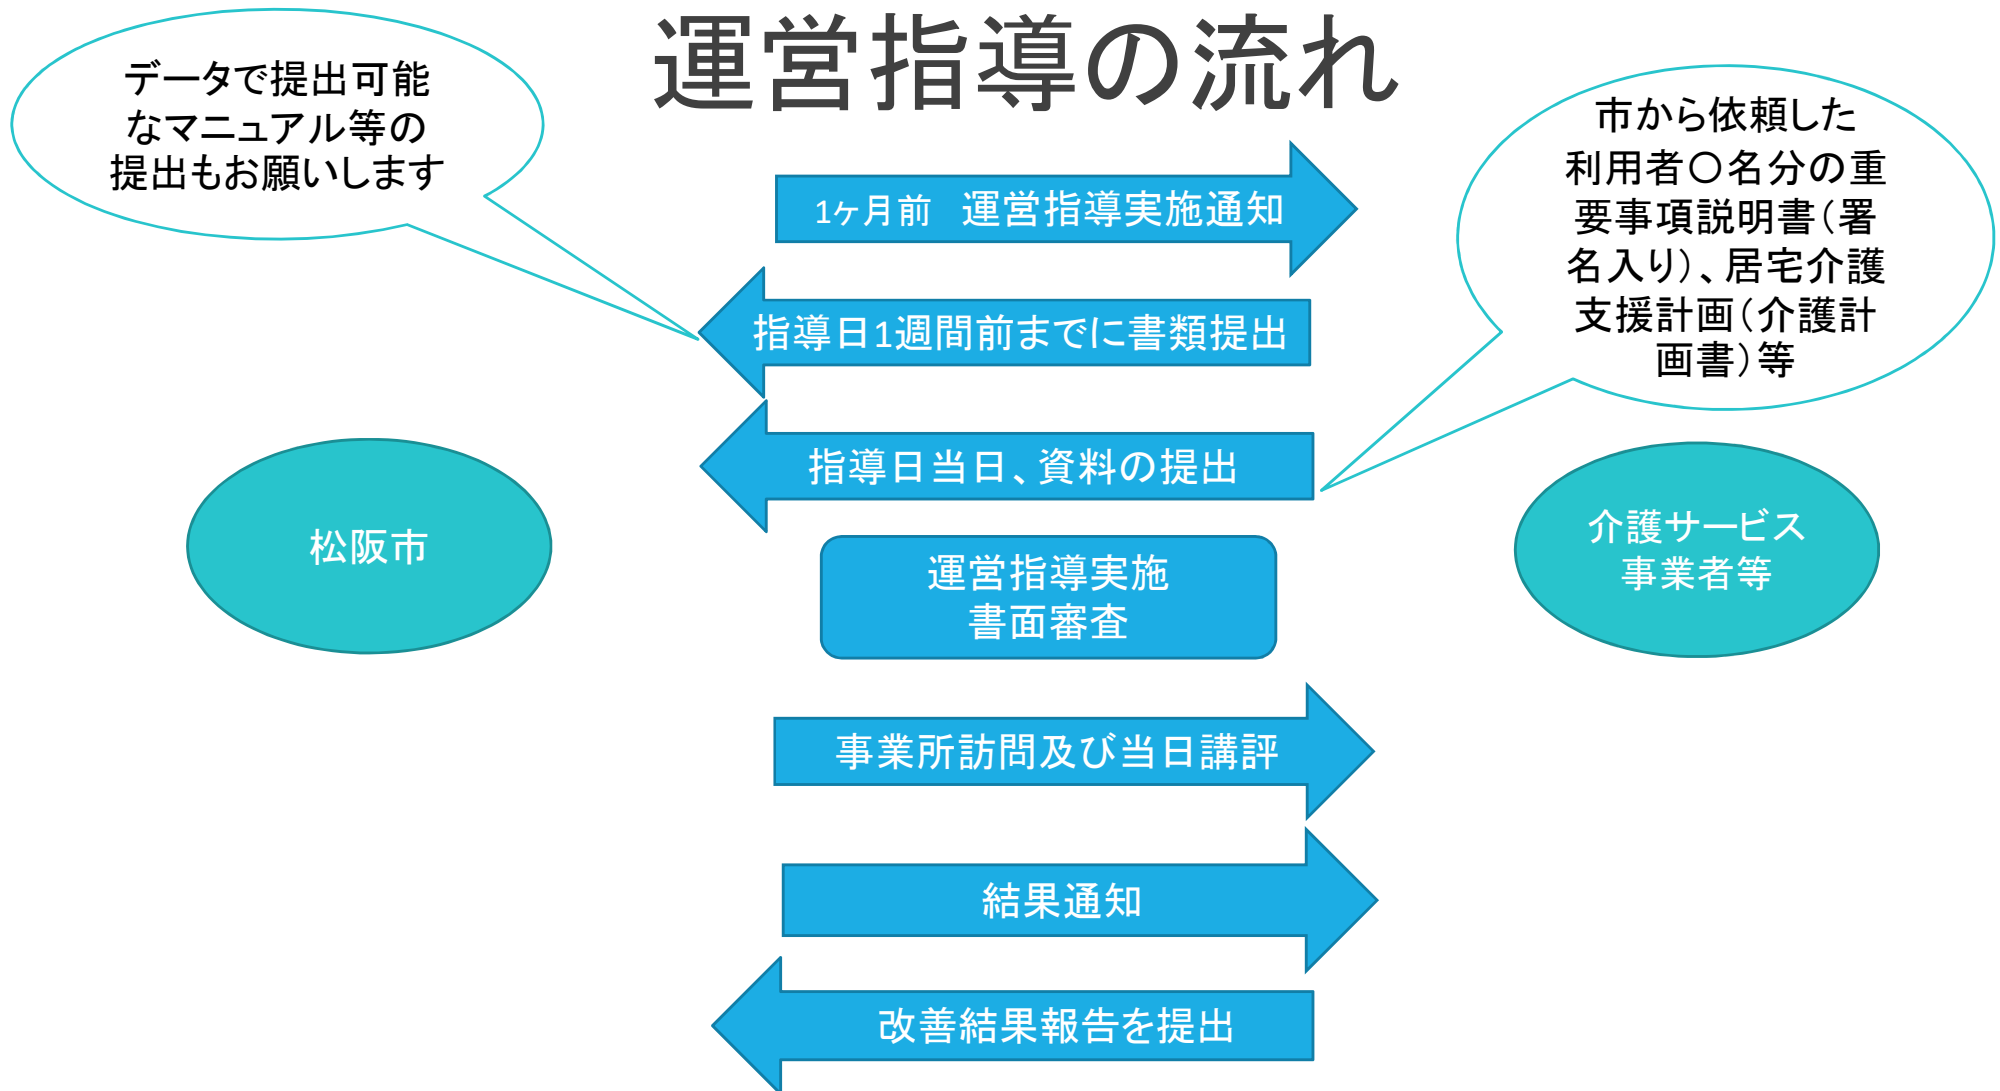 運営指導の流れ
データで提出可能
なマニュアル等の
提出もお願いします
市から依頼した
利用者〇名分の重
要事項説明書(署
名入り)、居宅介護
支援計画(介護計
画書)等
1ヶ月前　運営指導実施通知
指導日1週間前までに書類提出
指導日当日、資料の提出
松阪市
介護サービス
事業者等
運営指導実施
書面審査
事業所訪問及び当日講評
結果通知
改善結果報告を提出